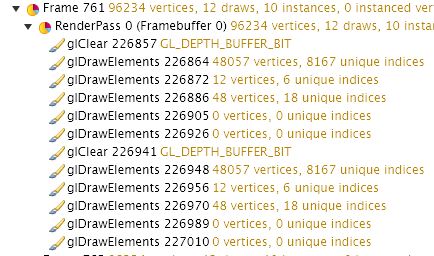 Frame 761 96234 vertices, 12 draws, 10 instances, 0 instanced ver
RenderPass 0 (Framebuffer 0) 96234 vertices, 12 draws, 10 instan
glClear 226857 GL_DEPTH_BUFFER_BIT
glDrawElements 226864 48057 vertices, 8167 unique indices
glDrawElements 226872 12 vertices, 6 unique indices
glDrawElements 226886 48 vertices, 18 unique indices
glDrawElements 226905 0 vertices, 0 unique indices
glDrawElements 226926 0 vertices, 0 unique indices
glClear 226941 GL_DEPTH_BUFFER_BIT
glDrawElements 226948 48057 vertices, 8167 unique indices
glDrawElements 226956 12 vertices, 6 unique indices
glDrawElements 226970 48 vertices, 18 unique indices
glDrawElements 226989 0 vertices, 0 unique indices
glDrawElements 227010 0 vertices, 0 unique indices